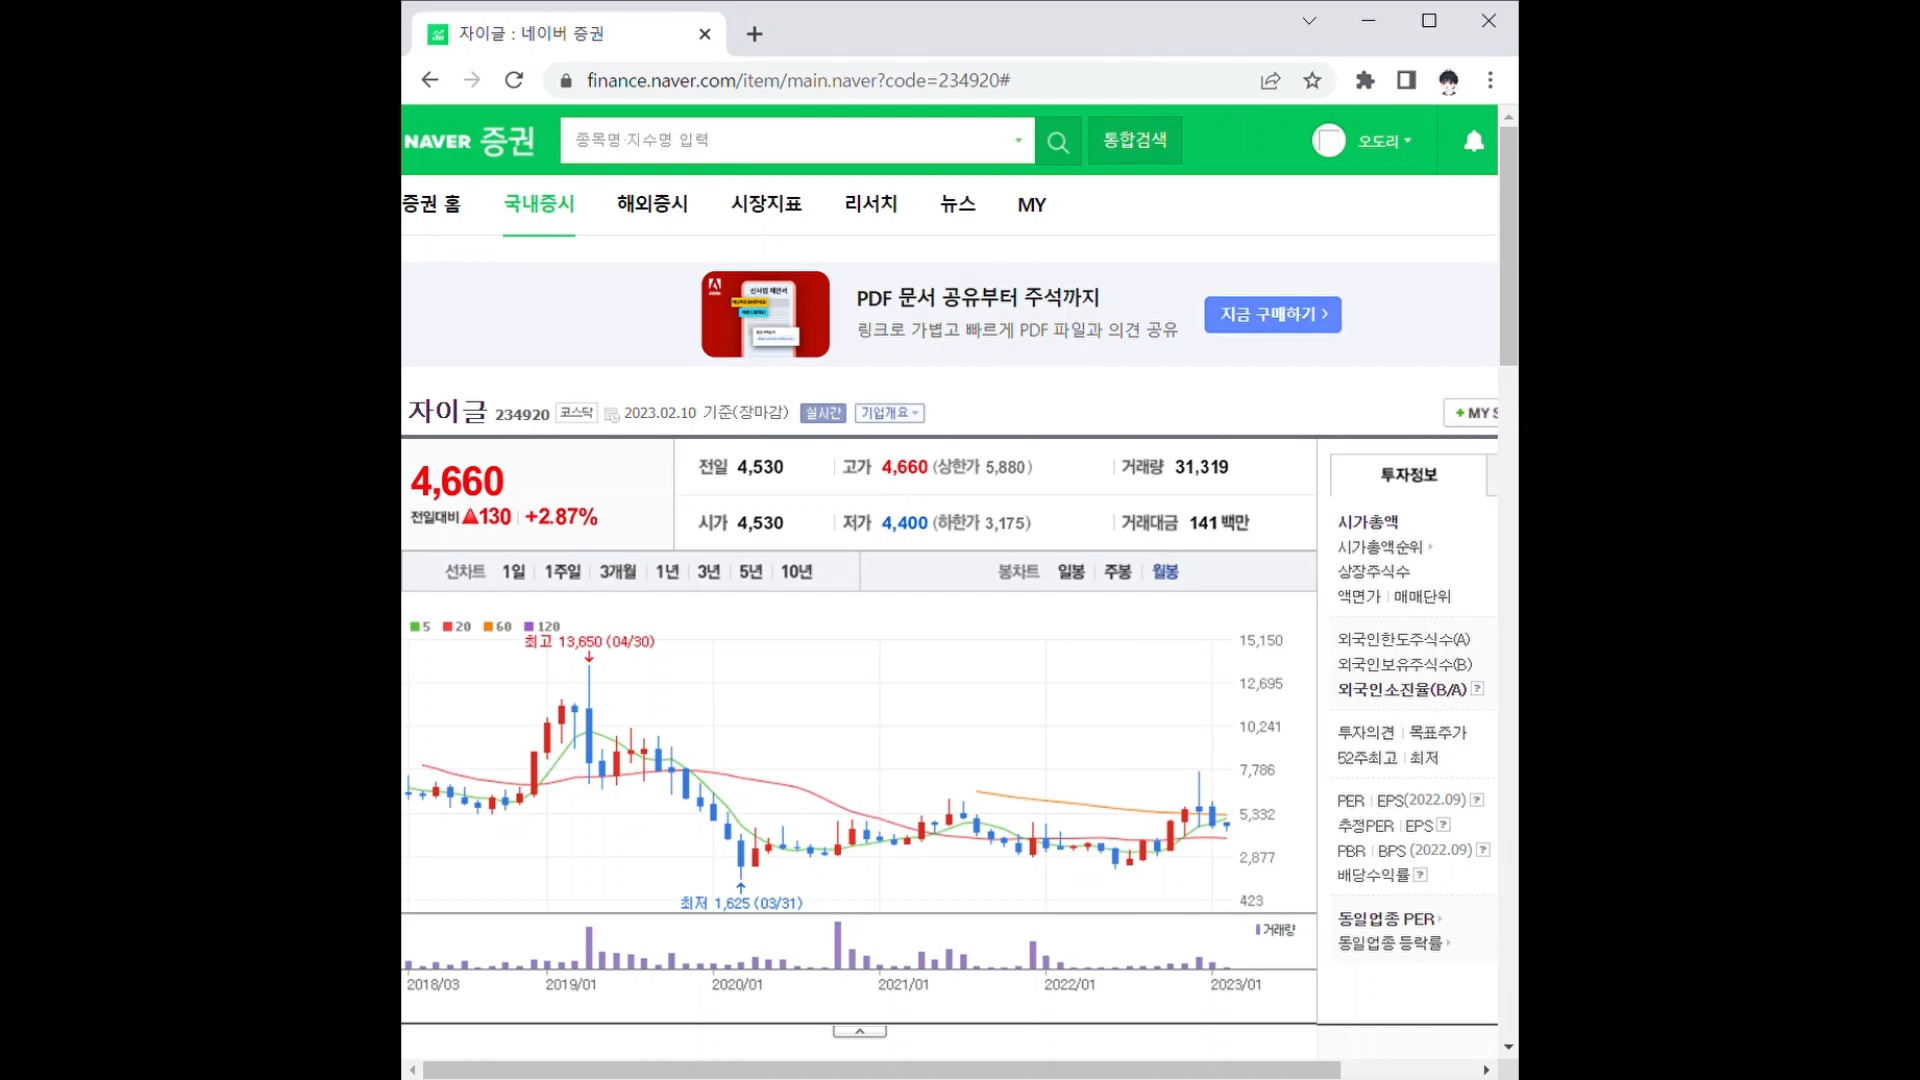 자이글 : 네이버 증권
finance.naver.com/item/main.naver?code=234920#
NAVER 증권
종목명·지수명 입력
통합검색
오도리
증권 홈 국내증시 해외증시 시장지표 리서치 뉴스 MY
PDF 문서 공유부터 주석까지
링크로 가볍고 빠르게 PDF 파일과 의견 공유
지금 구매하기 >
자이글 234920 코스닥 2023.02.10 기준(장마감) 실시간 기업개요
+ MY S
4,660
전일대비 ▲130 +2.87%
전일 4,530 고가 4,660 (상한가 5,880) 거래량 31,319
시가 4,530 저가 4,400 (하한가 3,175) 거래대금 141 백만
선차트 1일 1주일 3개월 1년 3년 5년 10년
봉차트 일봉 주봉 월봉
5 20 60 120
최고 13,650 (04/30)
15,150
12,695
10,241
7,786
5,332
2,877
423
최저 1,625 (03/31)
거래량
2018/03 2019/01 2020/01 2021/01 2022/01 2023/01
투자정보
시가총액
시가총액순위
상장주식수
액면가 매매단위
외국인한도주식수(A)
외국인보유주식수(B)
외국인소진율(B/A) ?
투자의견 목표주가
52주최고 최저
PER EPS(2022.09) ?
추정PER EPS ?
PBR BPS (2022.09) ?
배당수익률 ?
동일업종 PER
동일업종 등락률